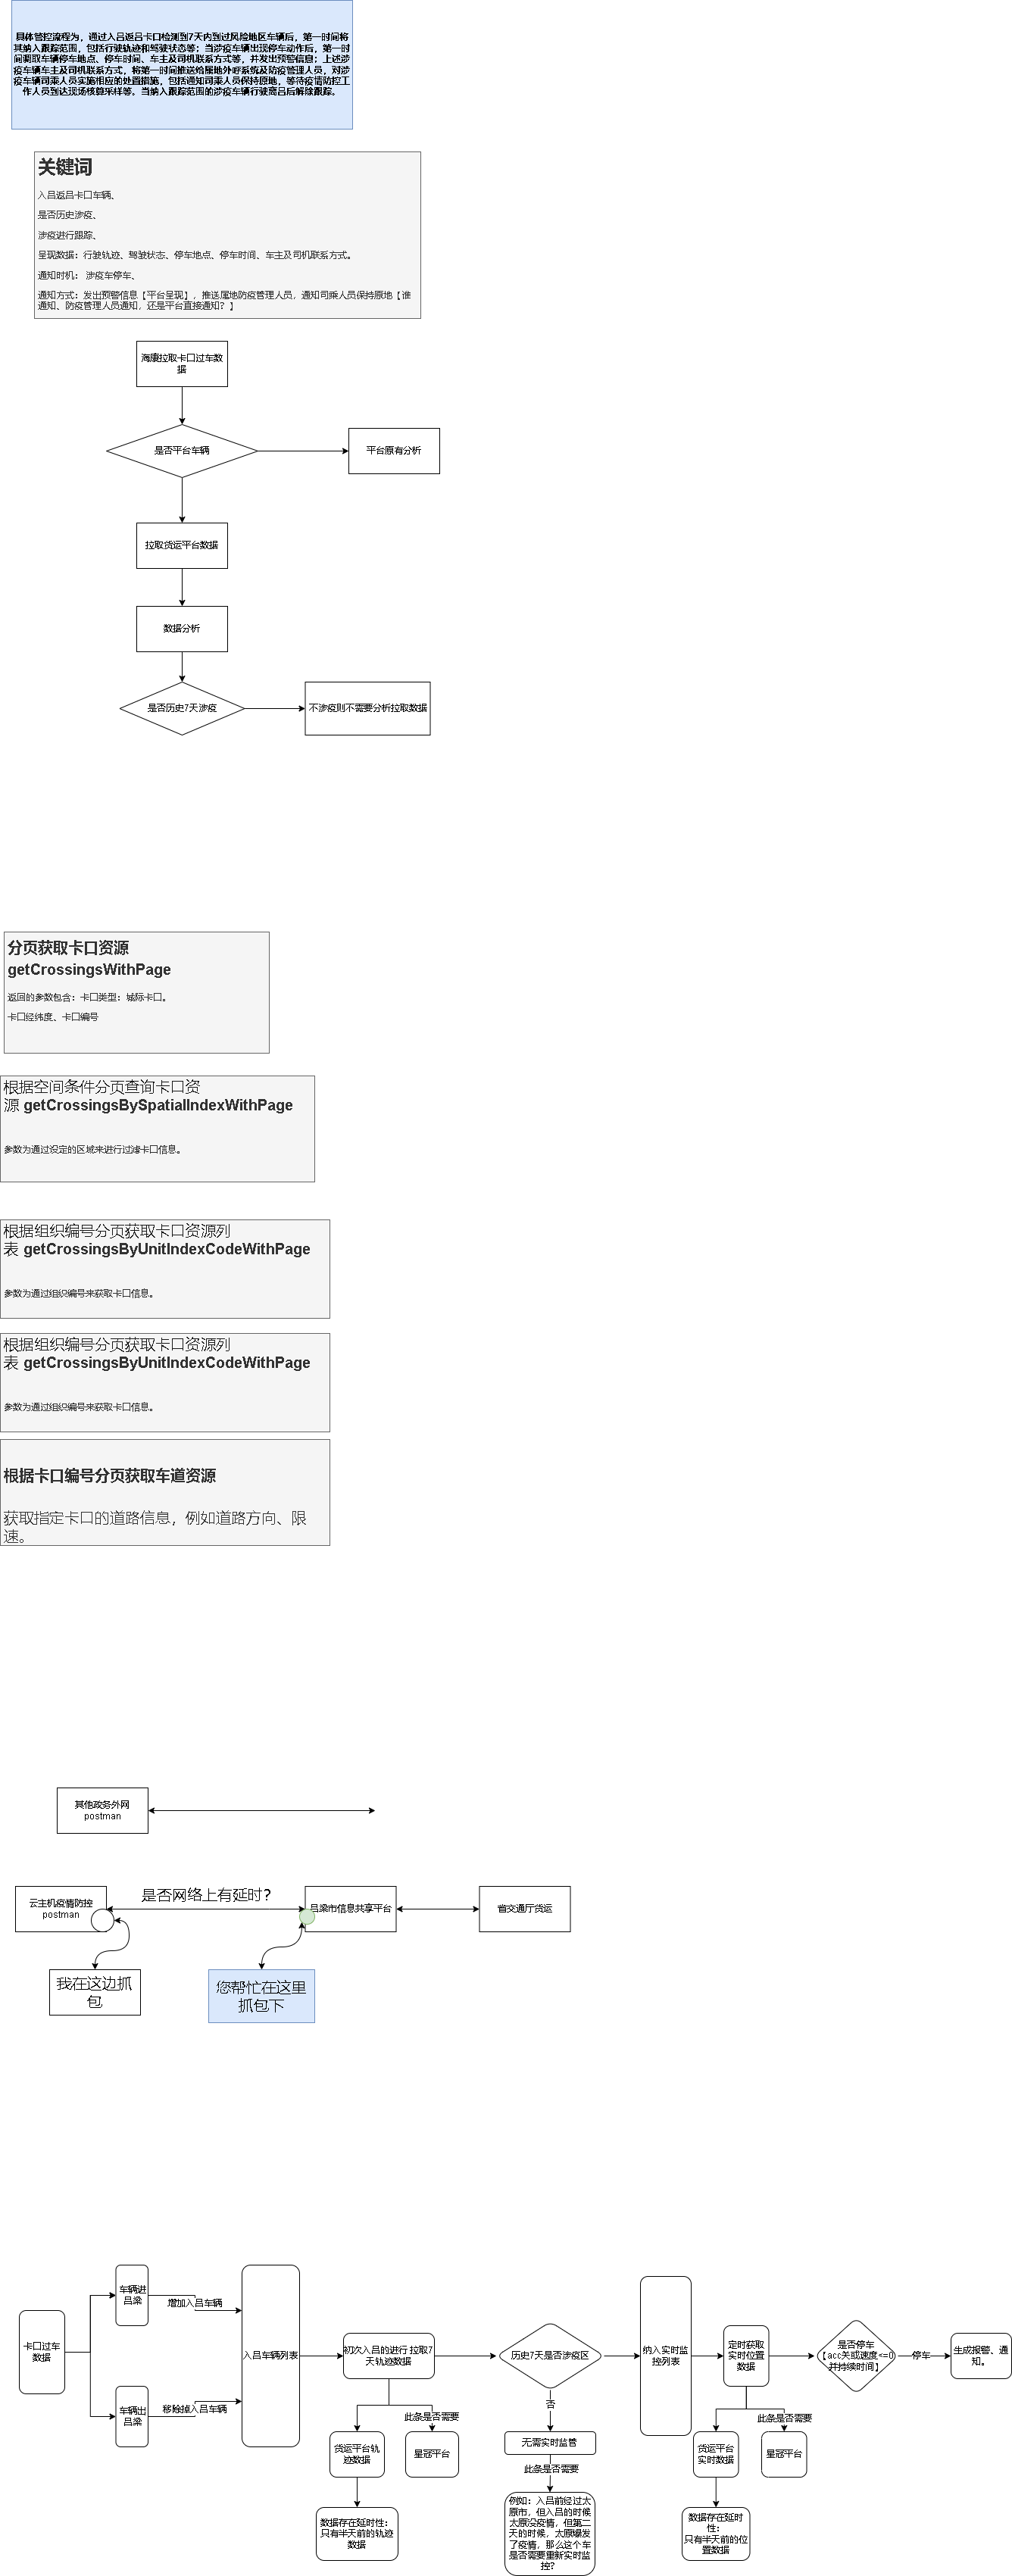 具体管控流程为，通过入吕返吕卡口检测到7天内到过风险地区车辆后，第一时间将
其纳入跟踪范围，包括行驶轨迹和驾驶状态等；当涉疫车辆出现停车动作后，第一时
间调取车辆停车地点、停车时间、车主及司机联系方式等，并发出预警信息；上述涉
疫车辆车主及司机联系方式，将第一时间推送给属地外呼系统及防疫管理人员，对涉
疫车辆司乘人员实施相应的处置措施，包括通知司乘人员保持原地，等待疫情防控工
作人员到达现场核算采样等。当纳入跟踪范围的涉疫车辆行驶离吕后解除跟踪。
关键词
入吕返吕卡口车辆、
是否历史涉疫、
涉疫进行跟踪、
呈现数据：行驶轨迹、驾驶状态、停车地点、停车时间、车主及司机联系方式。
通知时机： 涉疫车停车、
通知方式：发出预警信息【平台呈现】，推送属地防疫管理人员，通知司乘人员保持原地【谁
通知、防疫管理人员通知，还是平台直接通知？】
海康拉取卡口过车数
据
是否平台车辆
平台原有分析
拉取货运平台数据
数据分析
是否历史7天涉疫
不涉疫则不需要分析拉取数据
分页获取卡口资源
getCrossingsWithPage
返回的参数包含：卡口类型：城际卡口。
卡口经纬度、卡口编号
根据空间条件分页查询卡口资
源 getCrossingsBySpatialIndexWithPage
参数为通过设定的区域来进行过滤卡口信息。
根据组织编号分页获取卡口资源列
表 getCrossingsByUnitIndexCodeWithPage
参数为通过组织编号来获取卡口信息。
根据组织编号分页获取卡口资源列
表 getCrossingsByUnitIndexCodeWithPage
参数为通过组织编号来获取卡口信息。
根据卡口编号分页获取车道资源
获取指定卡口的道路信息，例如道路方向、限
速。
其他政务外网
postman
云主机疫情防控
postman
是否网络上有延时？
吕梁市信息共享平台
省交通厅货运
我在这边抓
包
您帮忙在这里
抓包下
卡口过车
数据
车辆进
吕梁
增加入吕车辆
车辆出
吕梁
移除掉入吕车辆
入吕车辆列表
初次入吕的进行 拉取7
天轨迹数据
货运平台轨
迹数据
此条是否需要
星冠平台
数据存在延时性：
只有半天前的轨迹
数据
历史7天是否涉疫区
否
无需实时监管
此条是否需要
例如：入吕前经过太
原市，但入吕的时候
太原没疫情，但第二
天的时候，太原爆发
了疫情，那么这个车
是否需要重新实时监
控？
纳入实时监
控列表
定时获取
实时位置
数据
货运平台
实时数据
此条是否需要
星冠平台
数据存在延时
性：
只有半天前的位
置数据
是否停车
【acc关或速度<=0
并持续时间】
停车
生成报警、通
知。